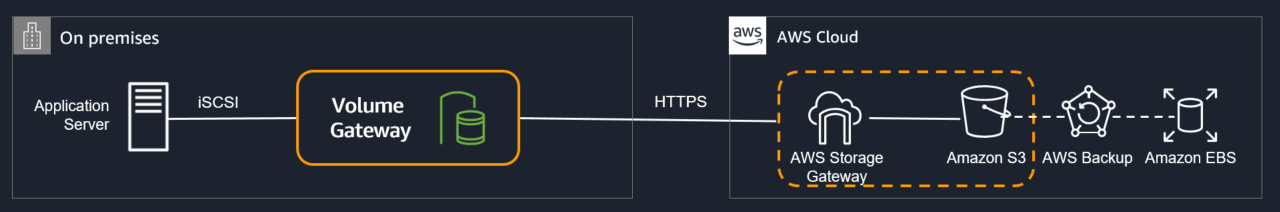 On premises
Application
Server
iSCSI
Volume
Gateway
HTTPS
aws
AWS Cloud
AWS Storage
Gateway
Amazon S3
AWS Backup
Amazon EBS